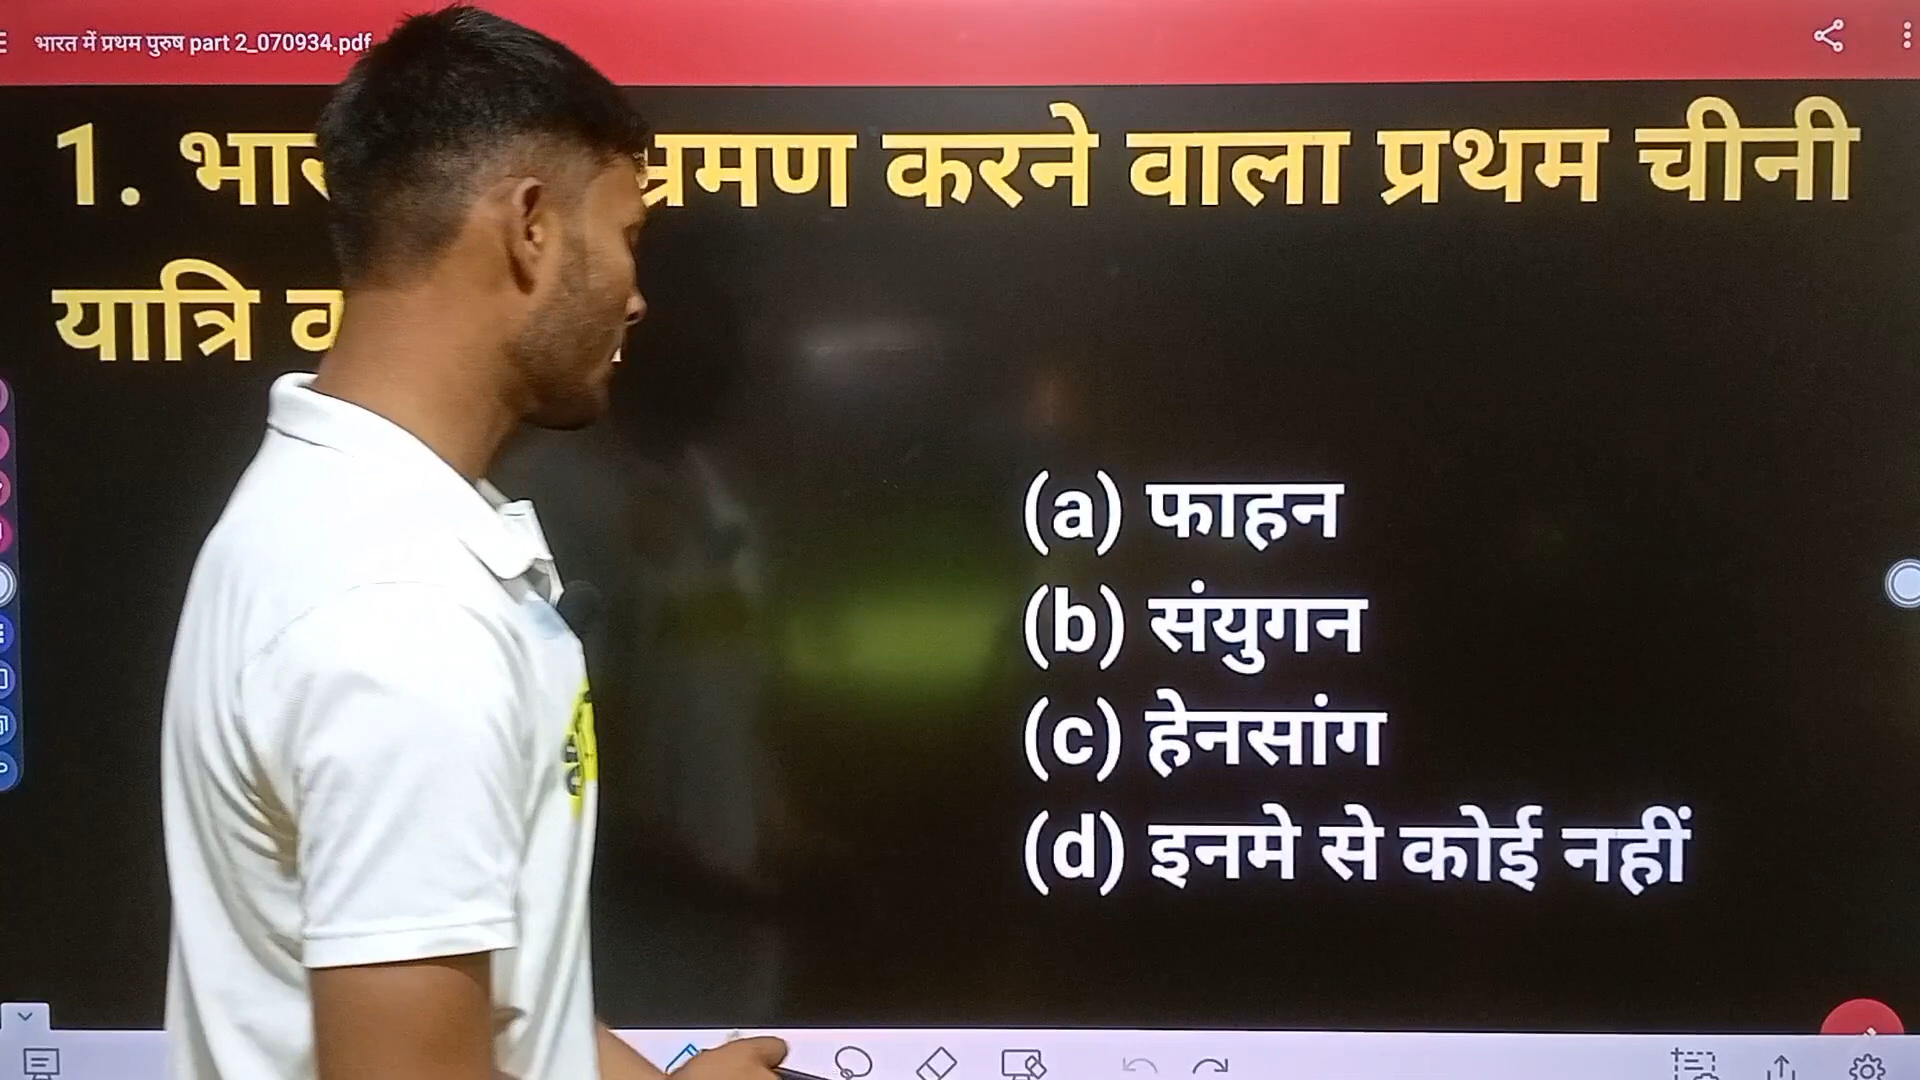 भारत में प्रथम पुरुष part 2_070934.pdf
1. भ्रमण करने वाला प्रथम चीनी
यात्रि
(a) फाहन
(b) संयुगन
(c) हेनसांग
(d) इनमे से कोई नहीं